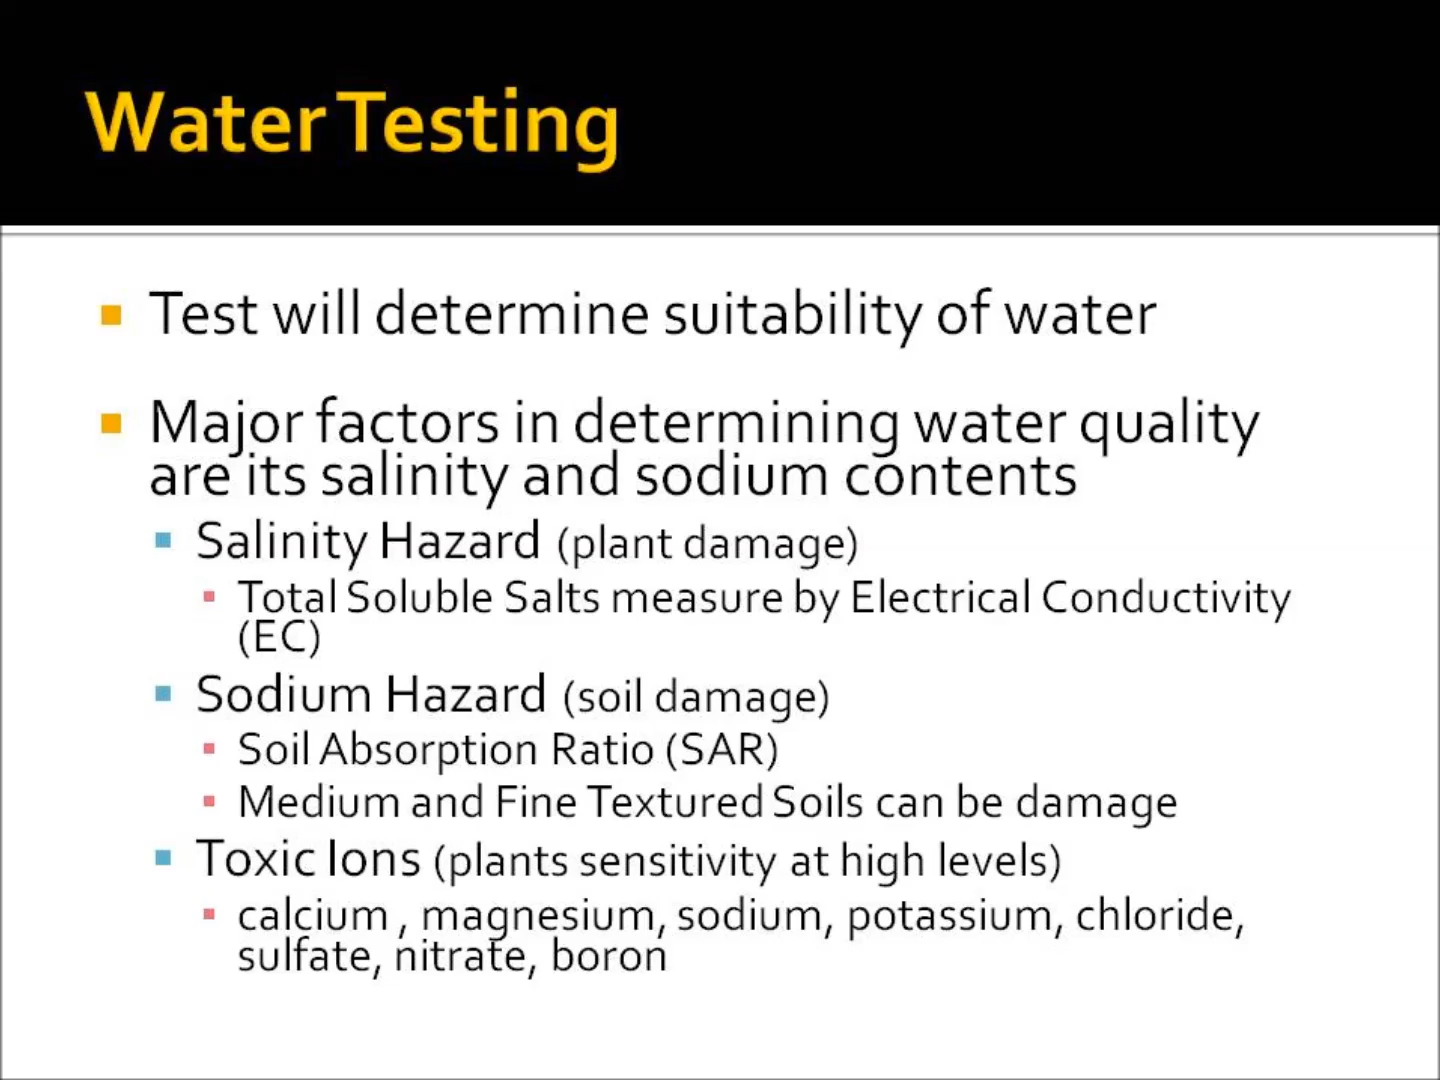 Water Testing
Test will determine suitability of water
Major factors in determining water quality
are its salinity and sodium contents
Salinity Hazard (plant damage)
Total Soluble Salts measure by Electrical Conductivity
(EC)
Sodium Hazard (soil damage)
Soil Absorption Ratio (SAR)
Medium and Fine Textured Soils can be damage
Toxic Ions (plants sensitivity at high levels)
calcium , magnesium, sodium, potassium, chloride,
sulfate, nitrate, boron